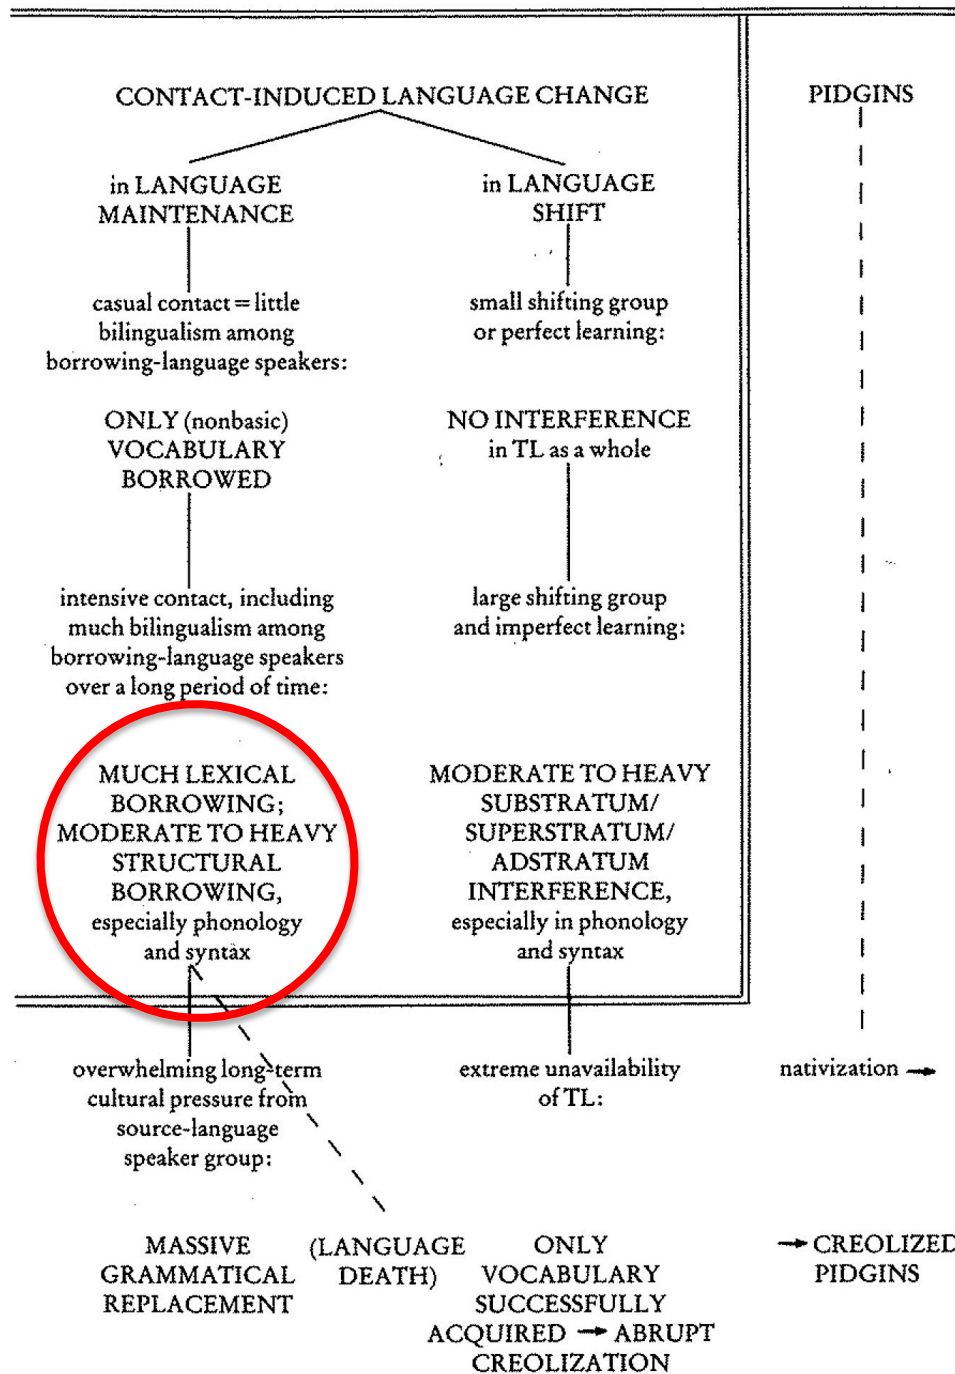 CONTACT-INDUCED LANGUAGE CHANGE
in LANGUAGE
MAINTENANCE
casual contact = little
bilingualism among
borrowing-language speakers:
ONLY (nonbasic)
VOCABULARY
BORROWED
intensive contact, including
much bilingualism among
borrowing-language speakers
over a long period of time:
MUCH LEXICAL
BORROWING;
MODERATE TO HEAVY
STRUCTURAL
BORROWING,
especially phonology
and syntax
overwhelming long-term
cultural pressure from
source-language
speaker group:
MASSIVE
GRAMMATICAL
REPLACEMENT
(LANGUAGE
DEATH)
in LANGUAGE
SHIFT
small shifting group
or perfect learning:
NO INTERFERENCE
in TL as a whole
large shifting group
and imperfect learning:
MODERATE TO HEAVY
SUBSTRATUM/
SUPERSTRATUM/
ADSTRATUM
INTERFERENCE,
especially in phonology
and syntax
extreme unavailability
of TL:
ONLY
VOCABULARY
SUCCESSFULLY
ACQUIRED → ABRUPT
CREOLIZATION
PIDGINS
nativization →
→ CREOLIZED
PIDGINS